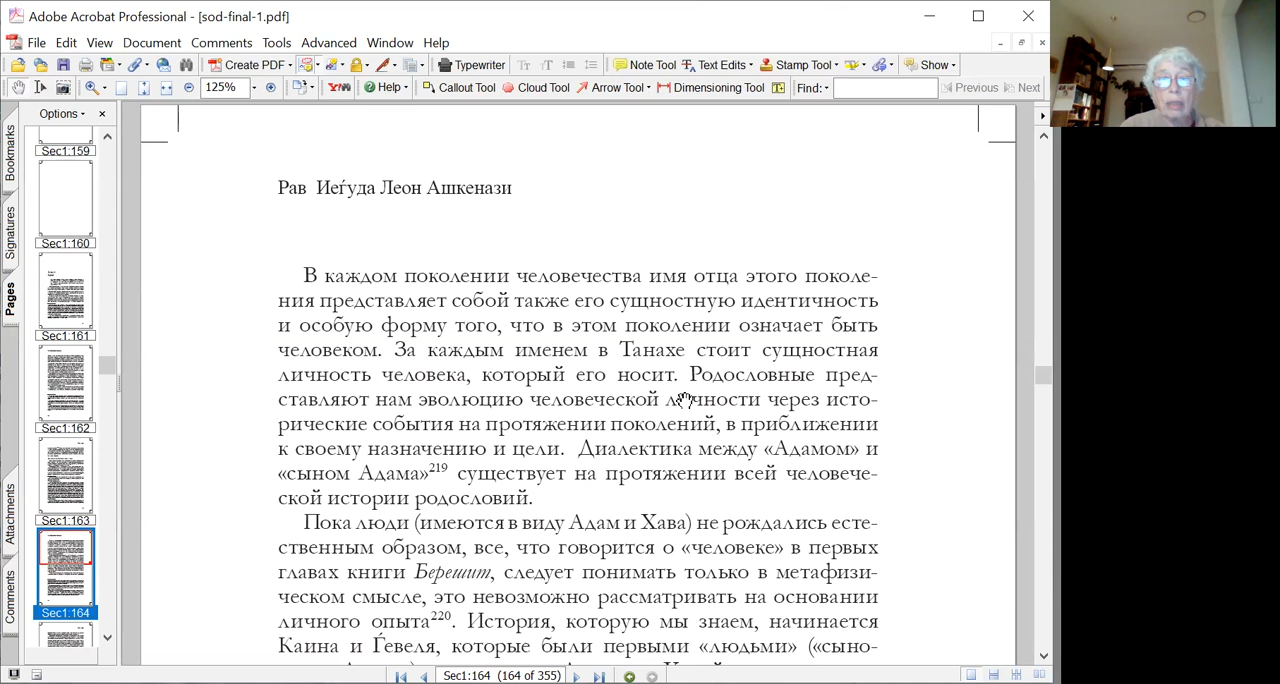 Adobe Acrobat Professional - [sod-final-1.pdf]
File Edit View Document Comments Tools Advanced Window Help
Create PDF Typewriter Note Tool Text Edits Stamp Tool Show
125% Help Callout Tool Cloud Tool Arrow Tool Dimensioning Tool Find: Previous Next
Options
Bookmarks
Signatures
Pages
Attachments
Comments
Sec1:159
Sec1:160
Sec1:161
Sec1:162
Sec1:163
Sec1:164
Рав Иеѓуда Леон Ашкенази
В каждом поколении человечества имя отца этого поколе-
ния представляет собой также его сущностную идентичность
и особую форму того, что в этом поколении означает быть
человеком. За каждым именем в Танахе стоит сущностная
личность человека, который его носит. Родословные пред-
ставляют нам эволюцию человеческой личности через исто-
рические события на протяжении поколений, в приближении
к своему назначению и цели. Диалектика между «Адамом» и
«сыном Адама»219 существует на протяжении всей человече-
ской истории родословий.
Пока люди (имеются в виду Адам и Хава) не рождались есте-
ственным образом, все, что говорится о «человеке» в первых
главах книги Берешит, следует понимать только в метафизи-
ческом смысле, это невозможно рассматривать на основании
личного опыта220. История, которую мы знаем, начинается
Каина и Ѓевеля, которые были первыми «людьми» («сыно-
Sec1:164 (164 of 355)